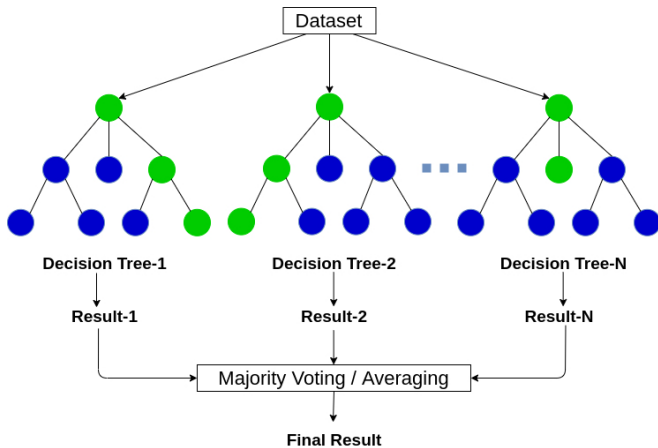 Dataset
Decision Tree-1
Decision Tree-2
Decision Tree-N
Result-1
Result-2
Result-N
Majority Voting / Averaging
Final Result